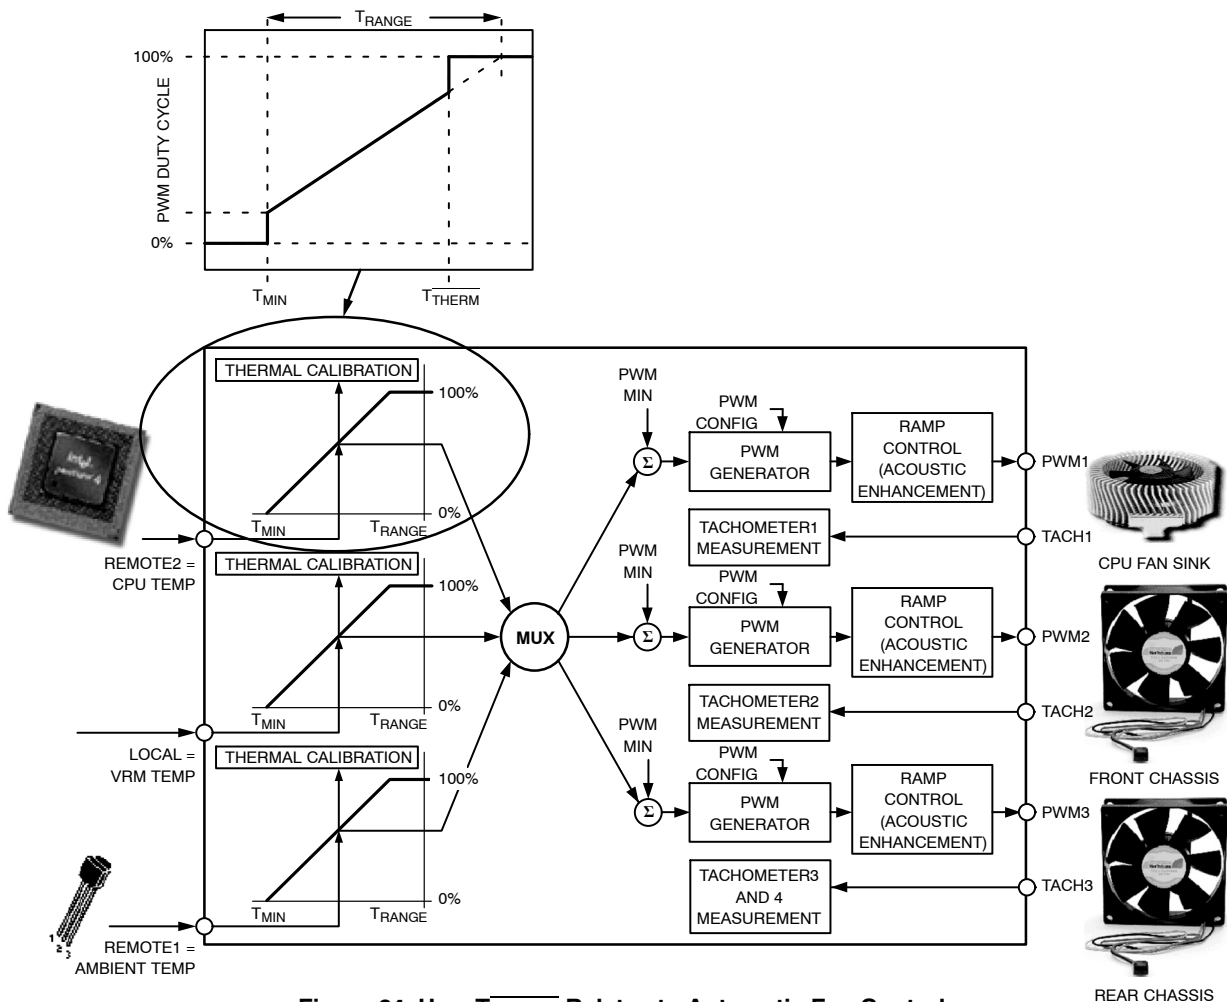 TRANGE
100%
PWM DUTY CYCLE
0%
TMIN
TTHERM
THERMAL CALIBRATION
100%
0%
TMIN
TRANGE
REMOTE2 =
CPU TEMP
THERMAL CALIBRATION
100%
0%
TMIN
TRANGE
LOCAL =
VRM TEMP
THERMAL CALIBRATION
100%
0%
TMIN
TRANGE
REMOTE1 =
AMBIENT TEMP
1
2
3
MUX
PWM
MIN
Σ
PWM
CONFIG
PWM
GENERATOR
RAMP
CONTROL
(ACOUSTIC
ENHANCEMENT)
PWM1
TACHOMETER1
MEASUREMENT
TACH1
CPU FAN SINK
PWM
MIN
Σ
PWM
CONFIG
PWM
GENERATOR
RAMP
CONTROL
(ACOUSTIC
ENHANCEMENT)
PWM2
TACHOMETER2
MEASUREMENT
TACH2
FRONT CHASSIS
PWM
MIN
Σ
PWM
CONFIG
PWM
GENERATOR
RAMP
CONTROL
(ACOUSTIC
ENHANCEMENT)
PWM3
TACHOMETER3
AND 4
MEASUREMENT
TACH3
REAR CHASSIS